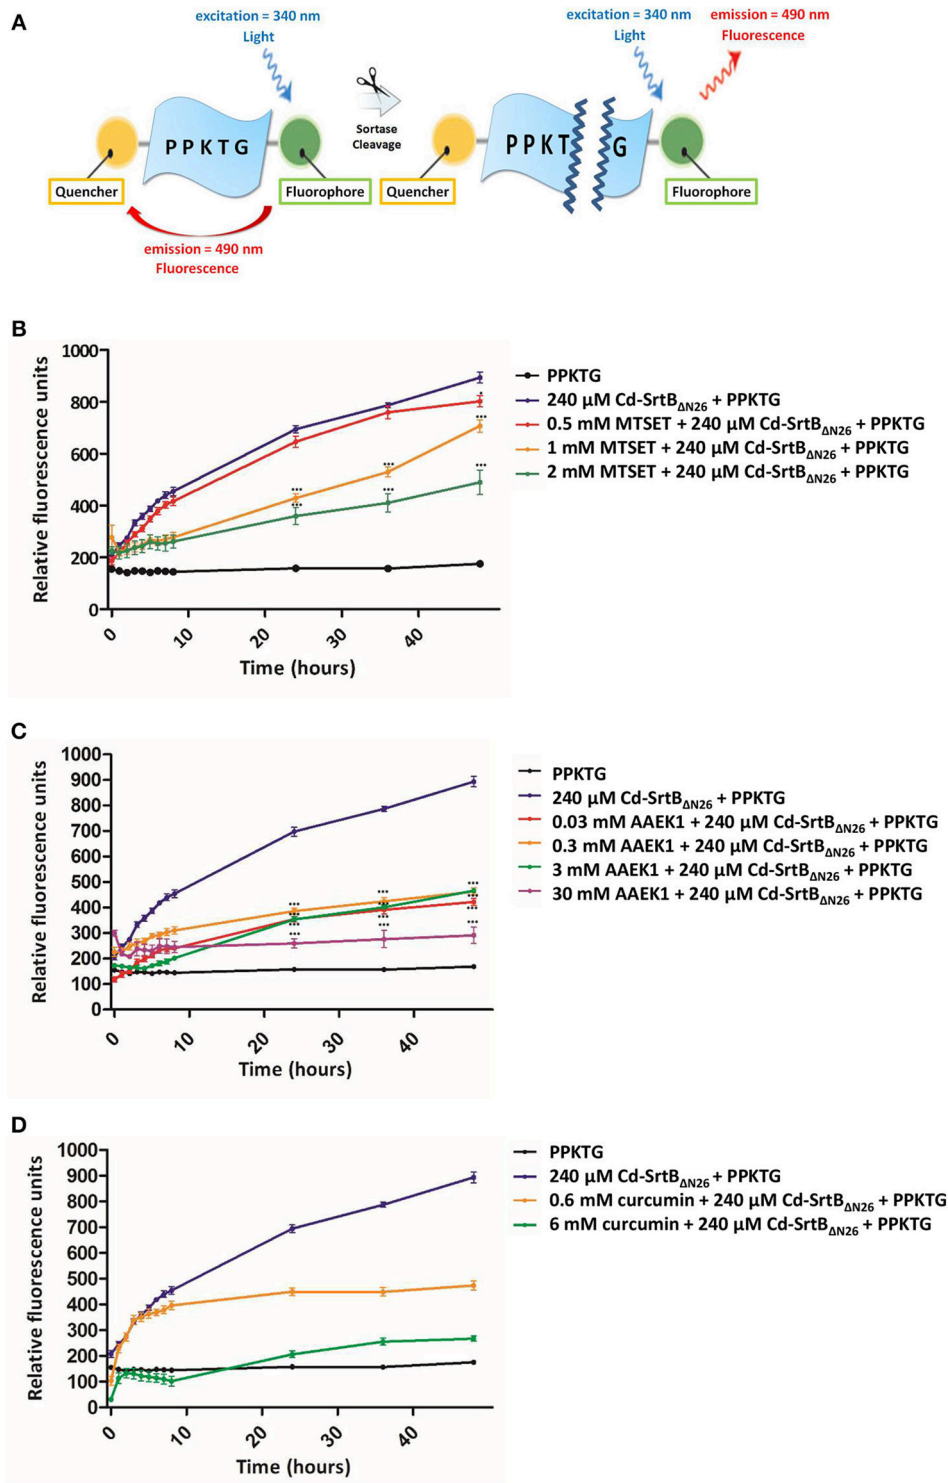 A
excitation = 340 nm
Light
excitation = 340 nm
Light
emission = 490 nm
Fluorescence
PPKTG
Sortase
Cleavage
PPKT
G
Quencher
Fluorophore
Quencher
Fluorophore
emission = 490 nm
Fluorescence
B
Relative fluorescence units
1000
800
600
400
200
0
0
10
20
30
40
Time (hours)
PPKTG
240 µM Cd-SrtBΔN26 + PPKTG
0.5 mM MTSET + 240 µM Cd-SrtBΔN26 + PPKTG
1 mM MTSET + 240 µM Cd-SrtBΔN26 + PPKTG
2 mM MTSET + 240 µM Cd-SrtBΔN26 + PPKTG
C
Relative fluorescence units
1000
900
800
700
600
500
400
300
200
100
0
0
10
20
30
40
Time (hours)
PPKTG
240 µM Cd-SrtBΔN26 + PPKTG
0.03 mM AAEK1 + 240 µM Cd-SrtBΔN26 + PPKTG
0.3 mM AAEK1 + 240 µM Cd-SrtBΔN26 + PPKTG
3 mM AAEK1 + 240 µM Cd-SrtBΔN26 + PPKTG
30 mM AAEK1 + 240 µM Cd-SrtBΔN26 + PPKTG
D
Relative fluorescence units
1000
900
800
700
600
500
400
300
200
100
0
0
10
20
30
40
Time (hours)
PPKTG
240 µM Cd-SrtBΔN26 + PPKTG
0.6 mM curcumin + 240 µM Cd-SrtBΔN26 + PPKTG
6 mM curcumin + 240 µM Cd-SrtBΔN26 + PPKTG